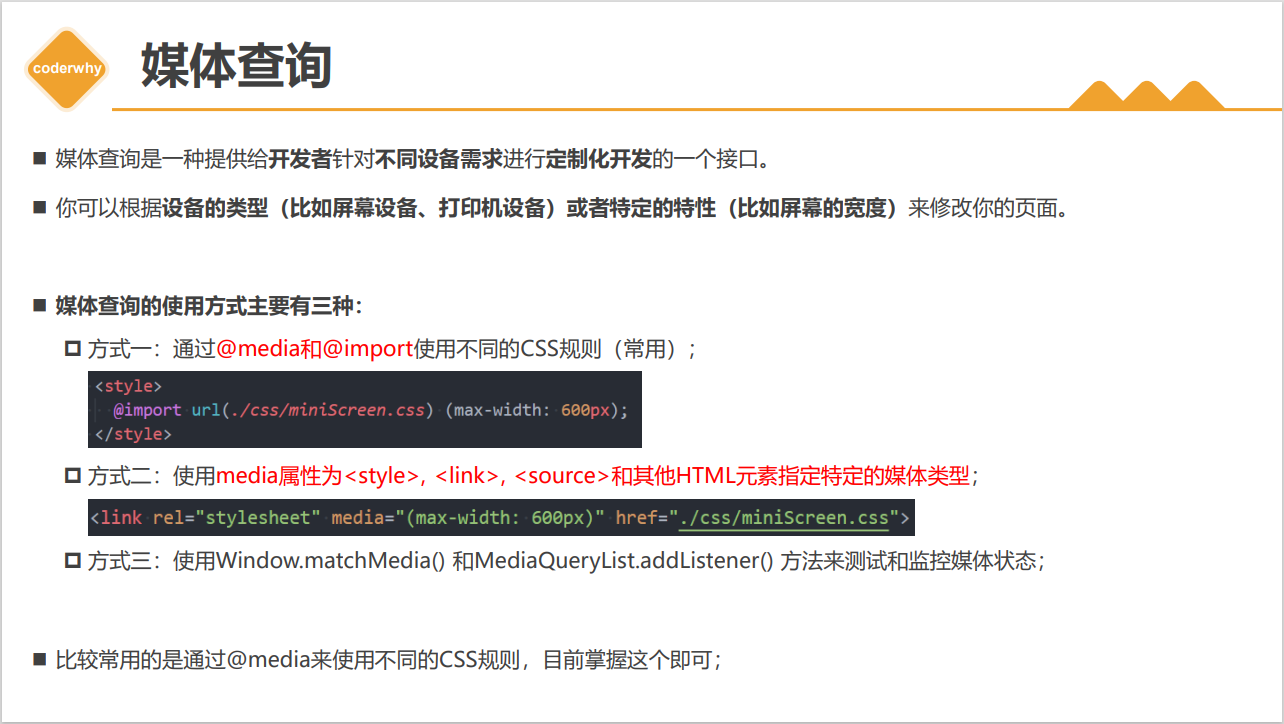 coderwhy
媒体查询
媒体查询是一种提供给开发者针对不同设备需求进行定制化开发的一个接口。
你可以根据设备的类型（比如屏幕设备、打印机设备）或者特定的特性（比如屏幕的宽度）来修改你的页面。
媒体查询的使用方式主要有三种：
方式一：通过@media和@import使用不同的CSS规则（常用）；
<style>
@import url(./css/miniScreen.css) (max-width: 600px);
</style>
方式二：使用media属性为<style>, <link>, <source>和其他HTML元素指定特定的媒体类型；
<link rel="stylesheet" media="(max-width: 600px)" href="./css/miniScreen.css">
方式三：使用Window.matchMedia() 和MediaQueryList.addListener() 方法来测试和监控媒体状态；
比较常用的是通过@media来使用不同的CSS规则，目前掌握这个即可；